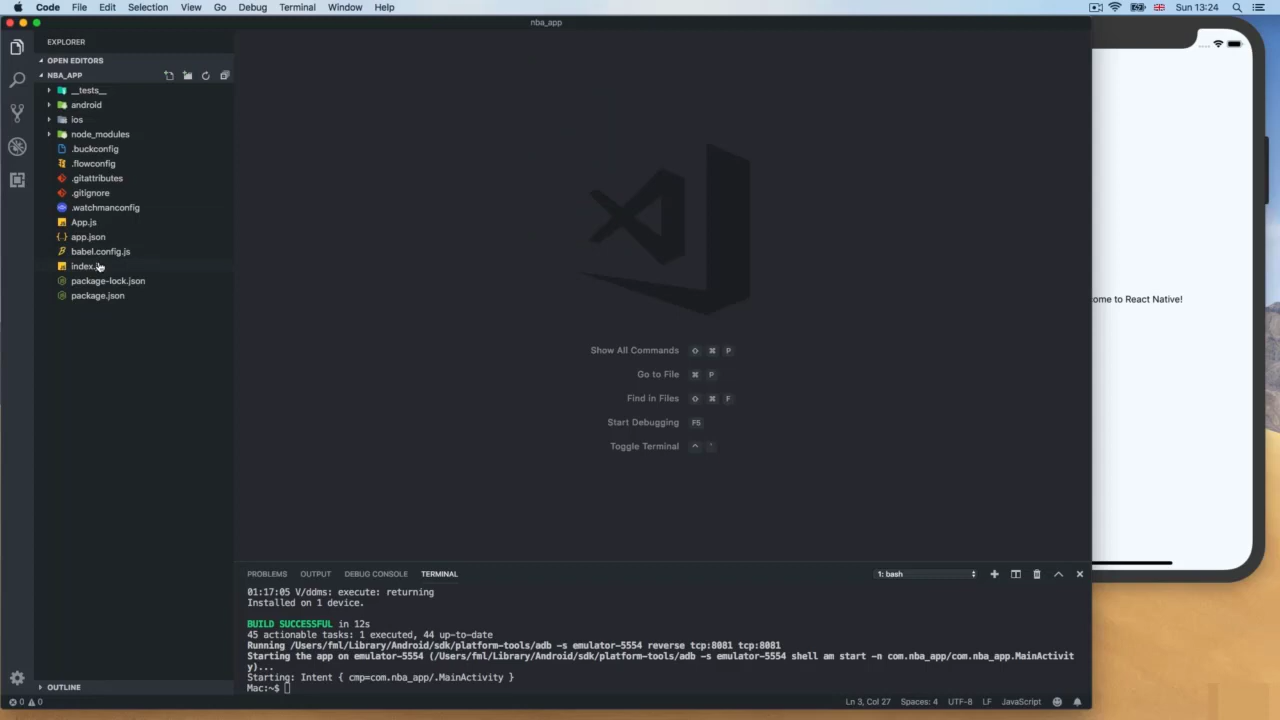 Code File Edit Selection View Go Debug Terminal Window Help Sun 13:24
nba_app
EXPLORER
OPEN EDITORS
NBA_APP
__tests__
android
ios
node_modules
.buckconfig
.flowconfig
.gitattributes
.gitignore
.watchmanconfig
App.js
app.json
babel.config.js
index.j
package-lock.json
package.json
ome to React Native!
Show All Commands ⇧ ⌘ P
Go to File ⌘ P
Find in Files ⇧ ⌘ F
Start Debugging F5
Toggle Terminal ^ `
PROBLEMS OUTPUT DEBUG CONSOLE TERMINAL 1: bash
01:17:05 V/ddms: execute: returning
Installed on 1 device.
BUILD SUCCESSFUL in 12s
45 actionable tasks: 1 executed, 44 up-to-date
Running /Users/fml/Library/Android/sdk/platform-tools/adb -s emulator-5554 reverse tcp:8081 tcp:8081
Starting the app on emulator-5554 (/Users/fml/Library/Android/sdk/platform-tools/adb -s emulator-5554 shell am start -n com.nba_app/com.nba_app.MainActivit
y)...
Starting: Intent { cmp=com.nba_app/.MainActivity }
Mac:~$
OUTLINE
0 0 Ln 3, Col 27 Spaces: 4 UTF-8 LF JavaScript